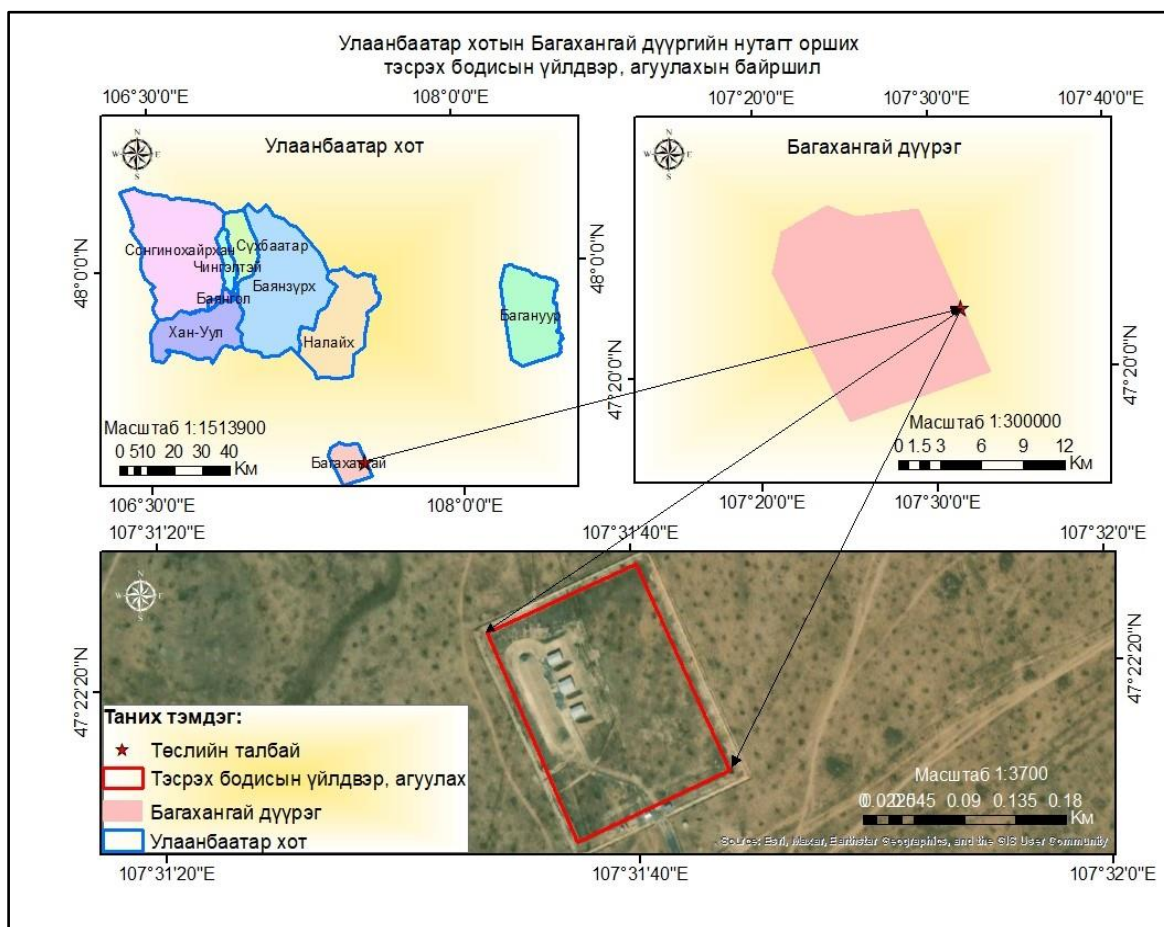 Улаанбаатар хотын Багахангай дүүргийн нутагт орших
тэсрэх бодисын үйлдвэр, агуулахын байршил
106°30'0"E 108°0'0"E
107°20'0"E 107°30'0"E 107°40'0"E
N
W E
S
Улаанбаатар хот
Сонгинохайрхан
Сүхбаатар
Чингэлтэй
Баянгол
Баянзүрх
Хан-Уул
Налайх
Багануур
Багахангай
48°0'0"N
48°0'0"N
Масштаб 1:1513900
0 5 10 20 30 40
Км
106°30'0"E 108°0'0"E
N
W E
S
Багахангай дүүрэг
47°20'0"N
47°20'0"N
Масштаб 1:300000
0 1.5 3 6 9 12
Км
107°20'0"E 107°30'0"E
107°31'20"E 107°31'40"E 107°32'0"E
N
W E
S
47°22'20"N
47°22'20"N
Таних тэмдэг:
Төслийн талбай
Тэсрэх бодисын үйлдвэр, агуулах
Багахангай дүүрэг
Улаанбаатар хот
Масштаб 1:3700
0.09 0.135 0.18
Км
Source: Esri, Maxar, Earthstar Geographics, and the GIS User Community
107°31'20"E 107°31'40"E 107°32'0"E